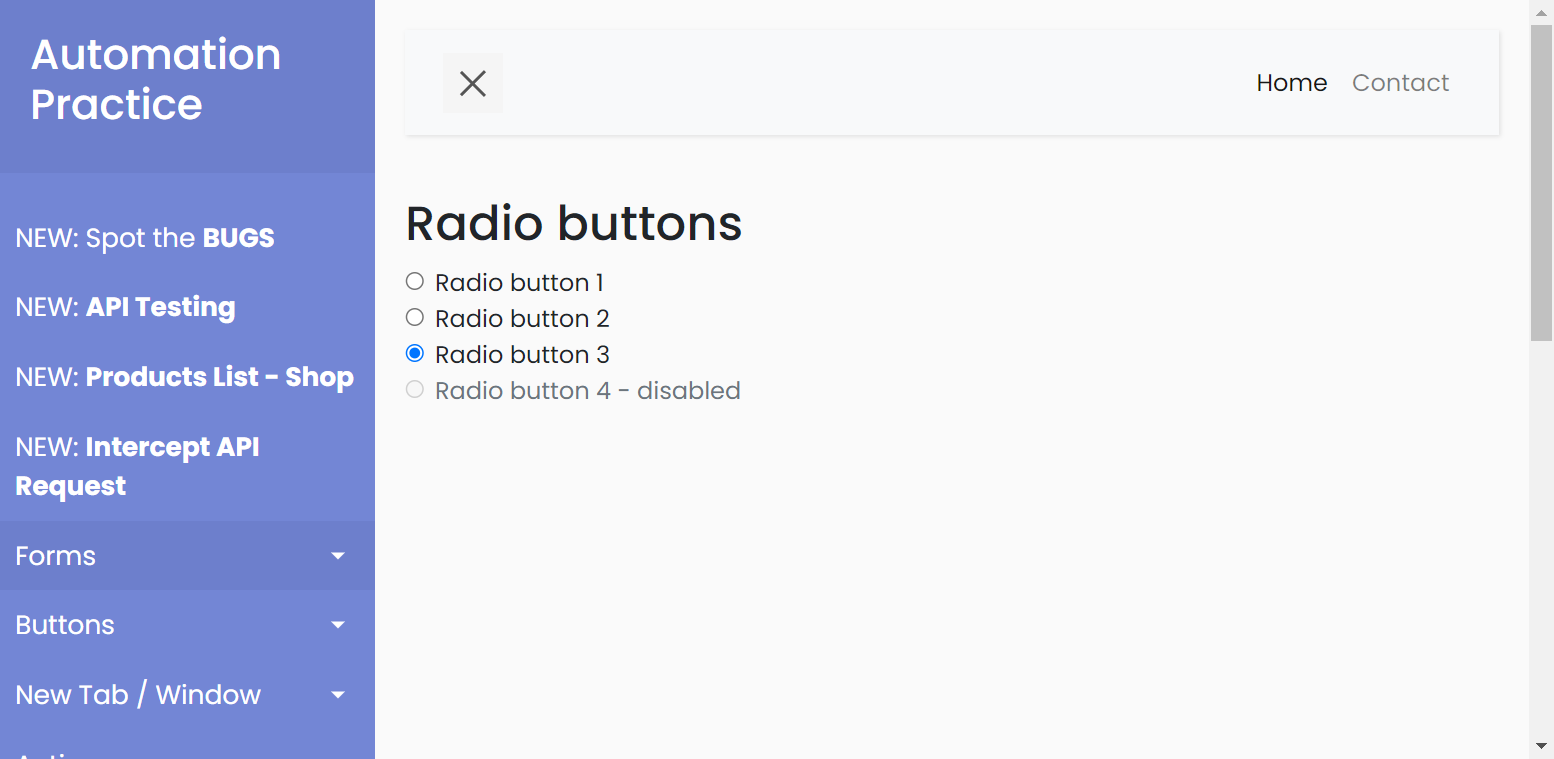 Automation
Practice
NEW: Spot the BUGS
NEW: API Testing
NEW: Products List - Shop
NEW: Intercept API
Request
Forms
Buttons
New Tab / Window
Home Contact
Radio buttons
Radio button 1
Radio button 2
Radio button 3
Radio button 4 - disabled